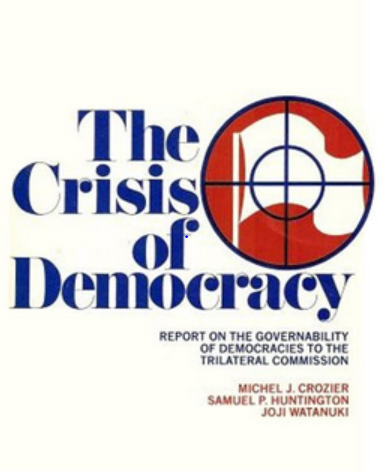 The
Crisis
of
Democracy
REPORT ON THE GOVERNABILITY
OF DEMOCRACIES TO THE
TRILATERAL COMMISSION
MICHEL J. CROZIER
SAMUEL P. HUNTINGTON
JOJI WATANUKI